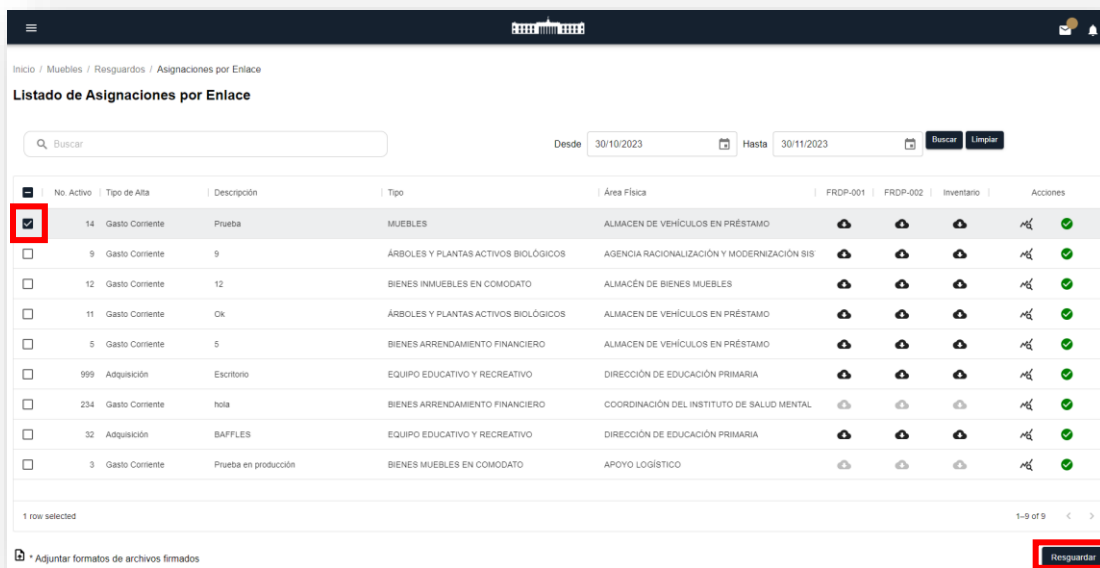 Inicio / Muebles / Resguardos / Asignaciones por Enlace
Listado de Asignaciones por Enlace
Buscar Desde 30/10/2023 Hasta 30/11/2023 Buscar Limpiar
No. Activo Tipo de Alta Descripción Tipo Área Física FRDP-001 FRDP-002 Inventario Acciones
14 Gasto Corriente Prueba MUEBLES ALMACEN DE VEHÍCULOS EN PRÉSTAMO
9 Gasto Corriente 9 ÁRBOLES Y PLANTAS ACTIVOS BIOLÓGICOS AGENCIA RACIONALIZACIÓN Y MODERNIZACIÓN SIS
12 Gasto Corriente 12 BIENES INMUEBLES EN COMODATO ALMACÉN DE BIENES MUEBLES
11 Gasto Corriente Ok ÁRBOLES Y PLANTAS ACTIVOS BIOLÓGICOS ALMACEN DE VEHÍCULOS EN PRÉSTAMO
5 Gasto Corriente 5 BIENES ARRENDAMIENTO FINANCIERO ALMACEN DE VEHÍCULOS EN PRÉSTAMO
999 Adquisición Escritorio EQUIPO EDUCATIVO Y RECREATIVO DIRECCIÓN DE EDUCACIÓN PRIMARIA
234 Gasto Corriente hola BIENES ARRENDAMIENTO FINANCIERO COORDINACIÓN DEL INSTITUTO DE SALUD MENTAL
32 Adquisición BAFFLES EQUIPO EDUCATIVO Y RECREATIVO DIRECCIÓN DE EDUCACIÓN PRIMARIA
3 Gasto Corriente Prueba en producción BIENES MUEBLES EN COMODATO APOYO LOGÍSTICO
1 row selected 1–9 of 9
* Adjuntar formatos de archivos firmados Resguardar